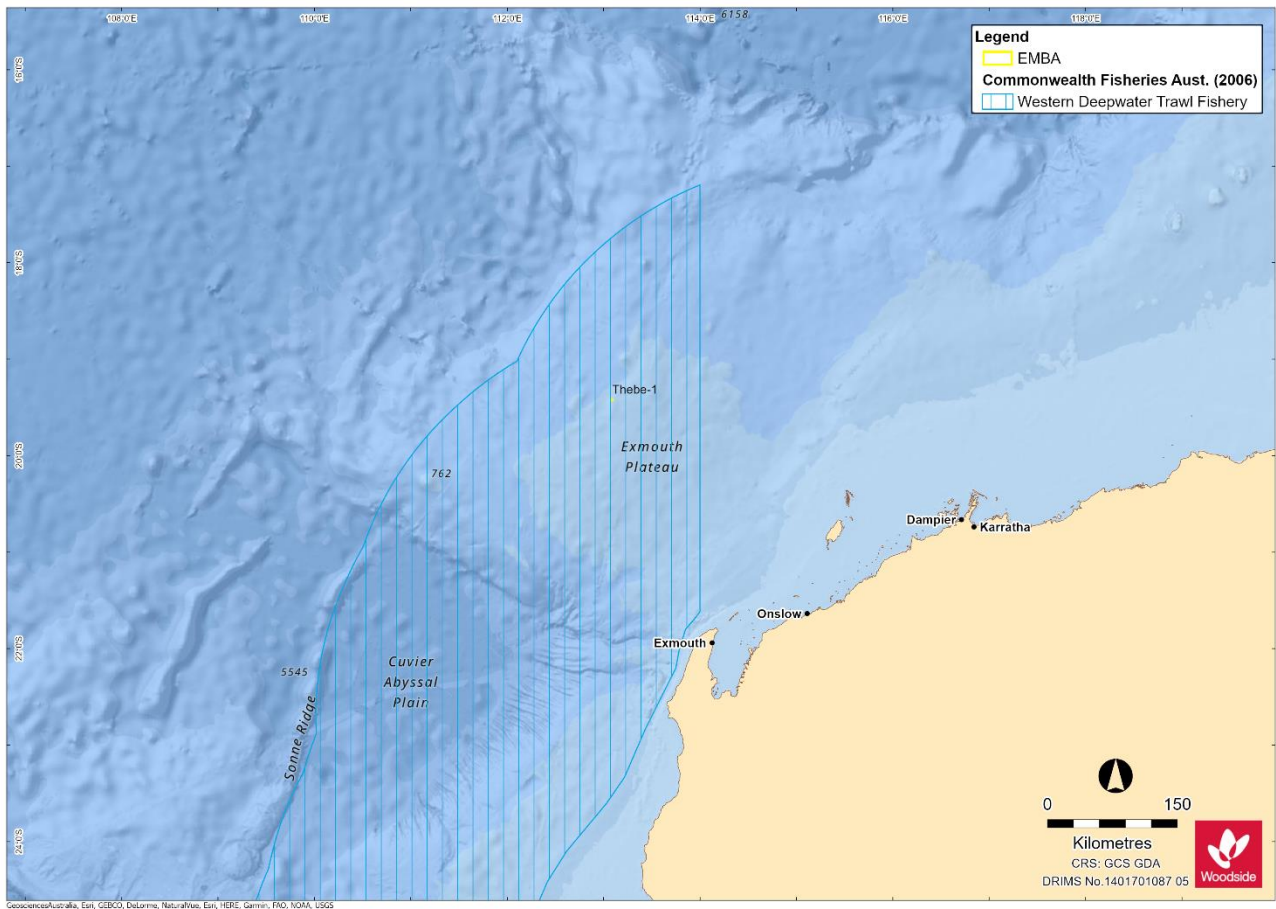 108°0'E
110°0'E
112°0'E
114°0'E
116°0'E
118°0'E
6158
Legend
EMBA
Commonwealth Fisheries Aust. (2006)
Western Deepwater Trawl Fishery
16°0'S
18°0'S
20°0'S
22°0'S
24°0'S
Thebe-1
Exmouth
Plateau
762
Dampier
Karratha
Onslow
Exmouth
Cuvier
Abyssal
Plain
5545
Sonne Ridge
0 150
Kilometres
CRS: GCS GDA
DRIMS No.1401701087 05
Woodside
GeosciencesAustralia, Esri, GEBCO, DeLorme, NaturalVue, Esri, HERE, Garmin, FAO, NOAA, USGS